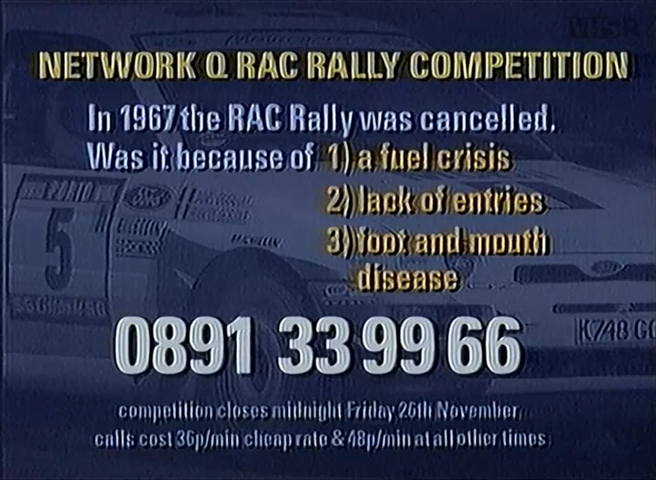 NETWORK Q RAC RALLY COMPETITION
In 1967 the RAC Rally was cancelled.
Was it because of 1) a fuel crisis
2) lack of entries
3) foot and mouth
disease
5
K748
0891 33 99 66
competition closes midnight Friday 26th November
calls cost 36p/min cheap rate & 48p/min at all other times